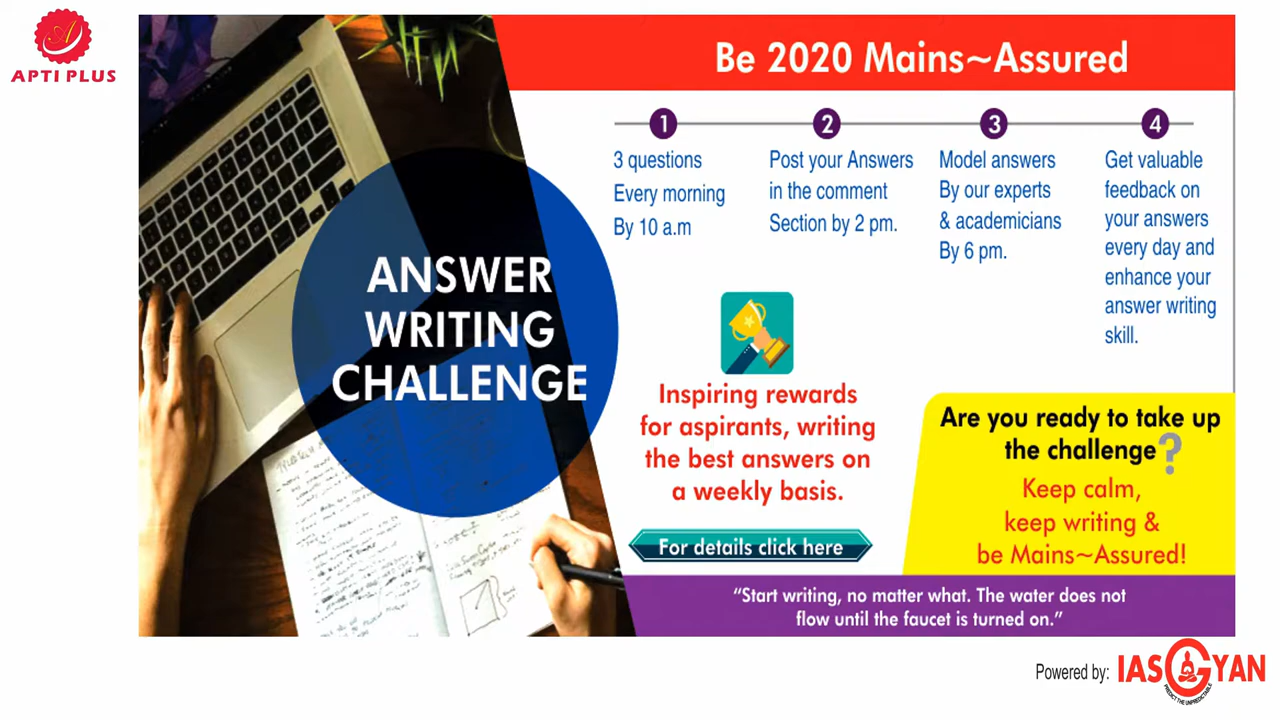 A
APTI PLUS
Be 2020 Mains~Assured
1
3 questions
Every morning
By 10 a.m
2
Post your Answers
in the comment
Section by 2 pm.
3
Model answers
By our experts
& academicians
By 6 pm.
4
Get valuable
feedback on
your answers
every day and
enhance your
answer writing
skill.
ANSWER
WRITING
CHALLENGE
Inspiring rewards
for aspirants, writing
the best answers on
a weekly basis.
For details click here
Are you ready to take up
the challenge?
Keep calm,
keep writing &
be Mains~Assured!
“Start writing, no matter what. The water does not
flow until the faucet is turned on.”
Powered by: IASGYAN
PREDICT THE UNPREDICTABLE